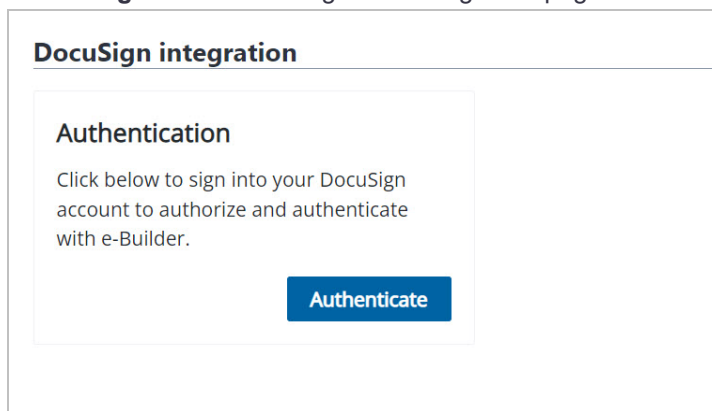 DocuSign integration
Authentication
Click below to sign into your DocuSign
account to authorize and authenticate
with e-Builder.
Authenticate